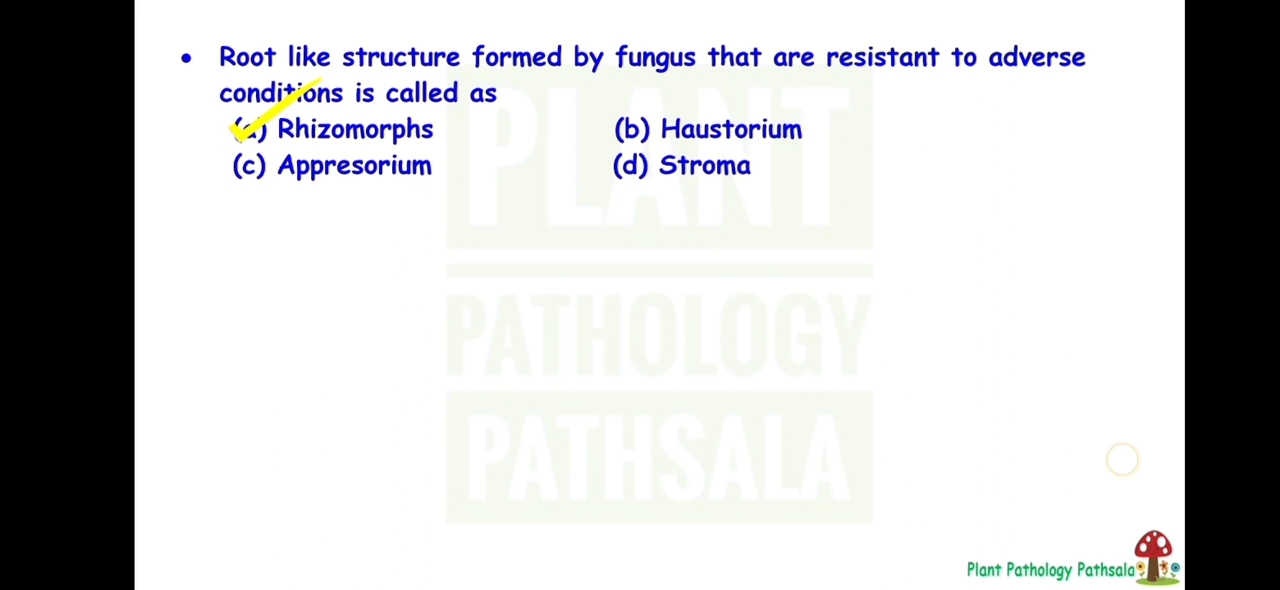 • Root like structure formed by fungus that are resistant to adverse
conditions is called as
(a) Rhizomorphs (b) Haustorium
(c) Appresorium (d) Stroma
PLANT
PATHOLOGY
PATHSALA
Plant Pathology Pathsala